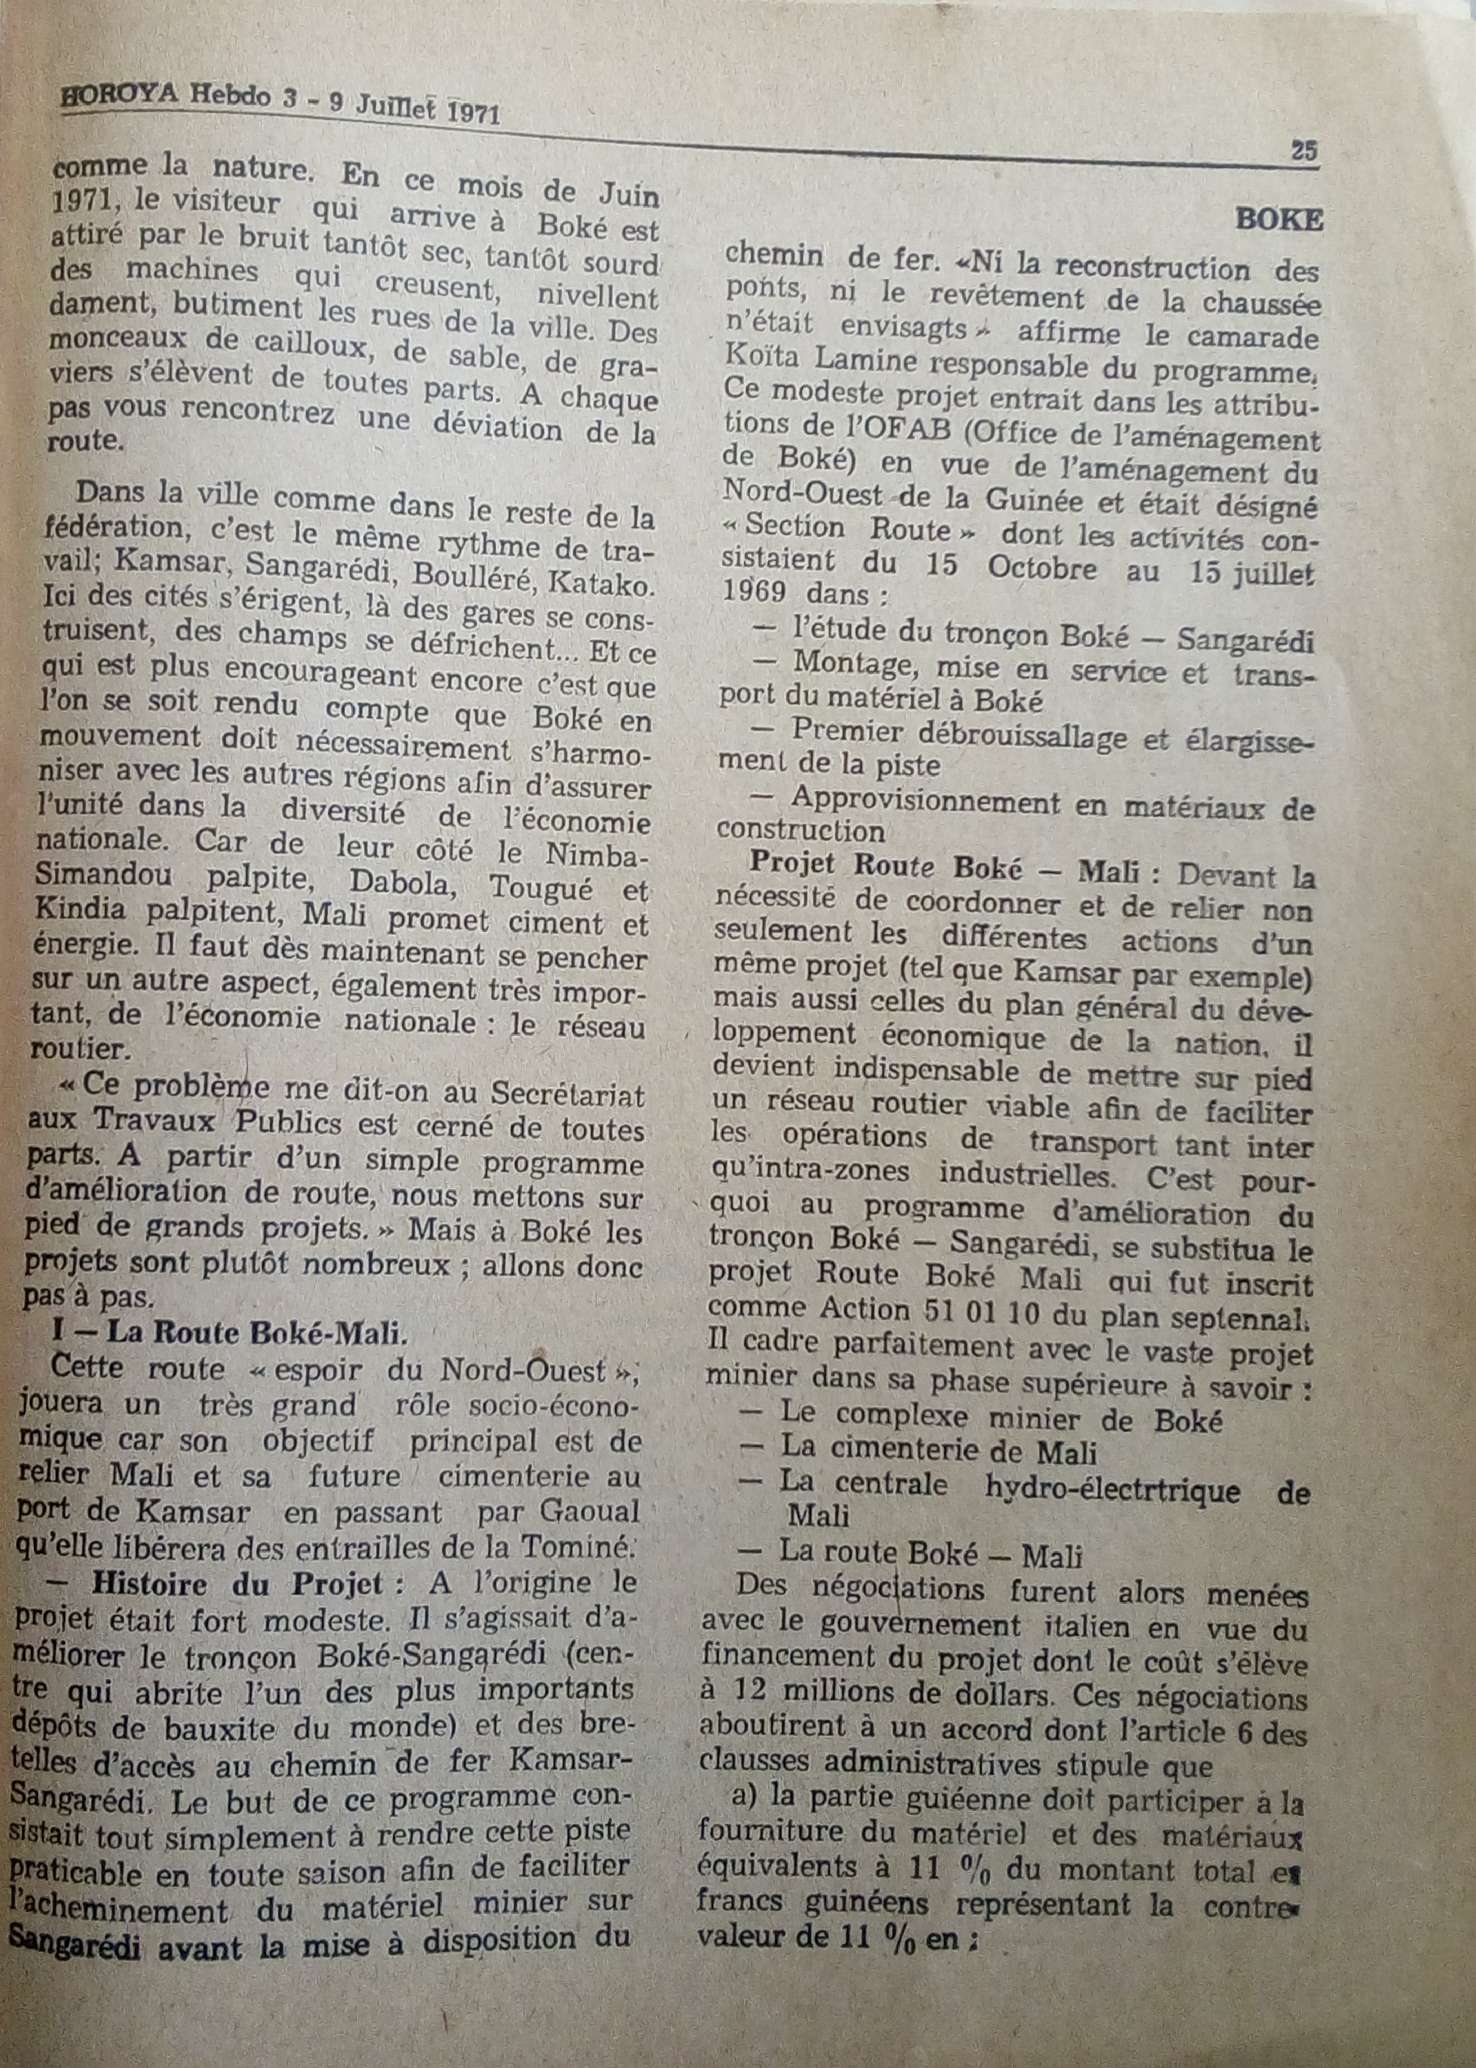 HOROYA Hebdo 3 - 9 Juillet 1971
25
comme la nature. En ce mois de Juin
1971, le visiteur qui arrive à Boké est
attiré par le bruit tantôt sec, tantôt sourd
des machines qui creusent, nivellent
dament, butiment les rues de la ville. Des
monceaux de cailloux, de sable, de gra-
viers s'élèvent de toutes parts. A chaque
pas vous rencontrez une déviation de la
route.
Dans la ville comme dans le reste de la
fédération, c'est le même rythme de tra-
vail; Kamsar, Sangarédi, Boulléré, Katako.
Ici des cités s'érigent, là des gares se cons-
truisent, des champs se défrichent... Et ce
qui est plus encourageant encore c'est que
l'on se soit rendu compte que Boké en
mouvement doit nécessairement s'harmo-
niser avec les autres régions afin d'assurer
l'unité dans la diversité de l'économie
nationale. Car de leur côté le Nimba-
Simandou palpite, Dabola, Tougué et
Kindia palpitent, Mali promet ciment et
énergie. Il faut dès maintenant se pencher
sur un autre aspect, également très impor-
tant, de l'économie nationale : le réseau
routier.
« Ce problème me dit-on au Secrétariat
aux Travaux Publics est cerné de toutes
parts. A partir d'un simple programme
d'amélioration de route, nous mettons sur
pied de grands projets. » Mais à Boké les
projets sont plutôt nombreux ; allons donc
pas à pas.
I — La Route Boké-Mali.
Cette route « espoir du Nord-Ouest »,
jouera un très grand rôle socio-écono-
mique car son objectif principal est de
relier Mali et sa future cimenterie au
port de Kamsar en passant par Gaoual
qu'elle libérera des entrailles de la Tominé.
— Histoire du Projet : A l'origine le
projet était fort modeste. Il s'agissait d'a-
méliorer le tronçon Boké-Sangarédi (cen-
tre qui abrite l'un des plus importants
dépôts de bauxite du monde) et des bre-
telles d'accès au chemin de fer Kamsar-
Sangarédi. Le but de ce programme con-
sistait tout simplement à rendre cette piste
praticable en toute saison afin de faciliter
l'acheminement du matériel minier sur
Sangarédi avant la mise à disposition du
BOKE
chemin de fer. «Ni la reconstruction des
ponts, ni le revêtement de la chaussée
n'était envisagts » affirme le camarade
Koïta Lamine responsable du programme.
Ce modeste projet entrait dans les attribu-
tions de l'OFAB (Office de l'aménagement
de Boké) en vue de l'aménagement du
Nord-Ouest de la Guinée et était désigné
« Section Route » dont les activités con-
sistaient du 15 Octobre au 15 juillet
1969 dans :
— l'étude du tronçon Boké — Sangarédi
— Montage, mise en service et trans-
port du matériel à Boké
— Premier débrouissallage et élargisse-
ment de la piste
— Approvisionnement en matériaux de
construction
Projet Route Boké — Mali : Devant la
nécessité de coordonner et de relier non
seulement les différentes actions d'un
même projet (tel que Kamsar par exemple)
mais aussi celles du plan général du déve-
loppement économique de la nation, il
devient indispensable de mettre sur pied
un réseau routier viable afin de faciliter
les opérations de transport tant inter
qu'intra-zones industrielles. C'est pour-
quoi au programme d'amélioration du
tronçon Boké — Sangarédi, se substitua le
projet Route Boké Mali qui fut inscrit
comme Action 51 01 10 du plan septennal.
Il cadre parfaitement avec le vaste projet
minier dans sa phase supérieure à savoir :
— Le complexe minier de Boké
— La cimenterie de Mali
— La centrale hydro-électrtrique de
Mali
— La route Boké — Mali
Des négociations furent alors menées
avec le gouvernement italien en vue du
financement du projet dont le coût s'élève
à 12 millions de dollars. Ces négociations
aboutirent à un accord dont l'article 6 des
clausses administratives stipule que
a) la partie guiéenne doit participer à la
fourniture du matériel et des matériaux
équivalents à 11 % du montant total en
francs guinéens représentant la contre-
valeur de 11 % en ;